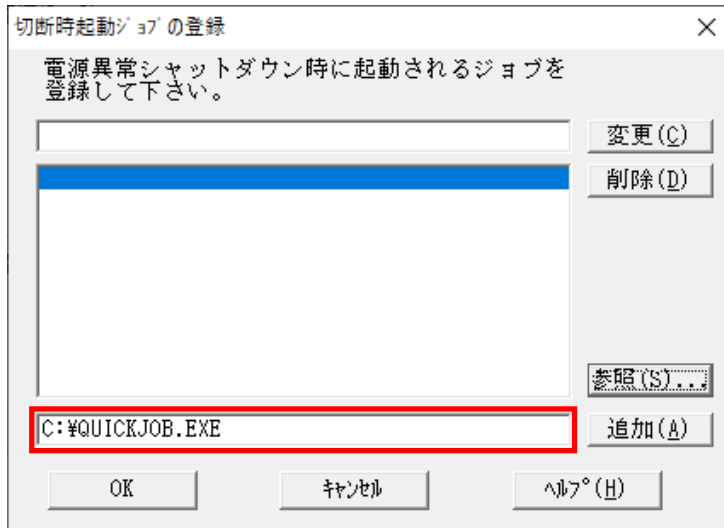 切断時起動ｼﾞｮﾌﾞの登録
電源異常シャットダウン時に起動されるジョブを
登録して下さい。
変更(C)
削除(D)
参照(S)...
C:¥QUICKJOB.EXE
追加(A)
OK
ｷｬﾝｾﾙ
ﾍﾙﾌﾟ(H)